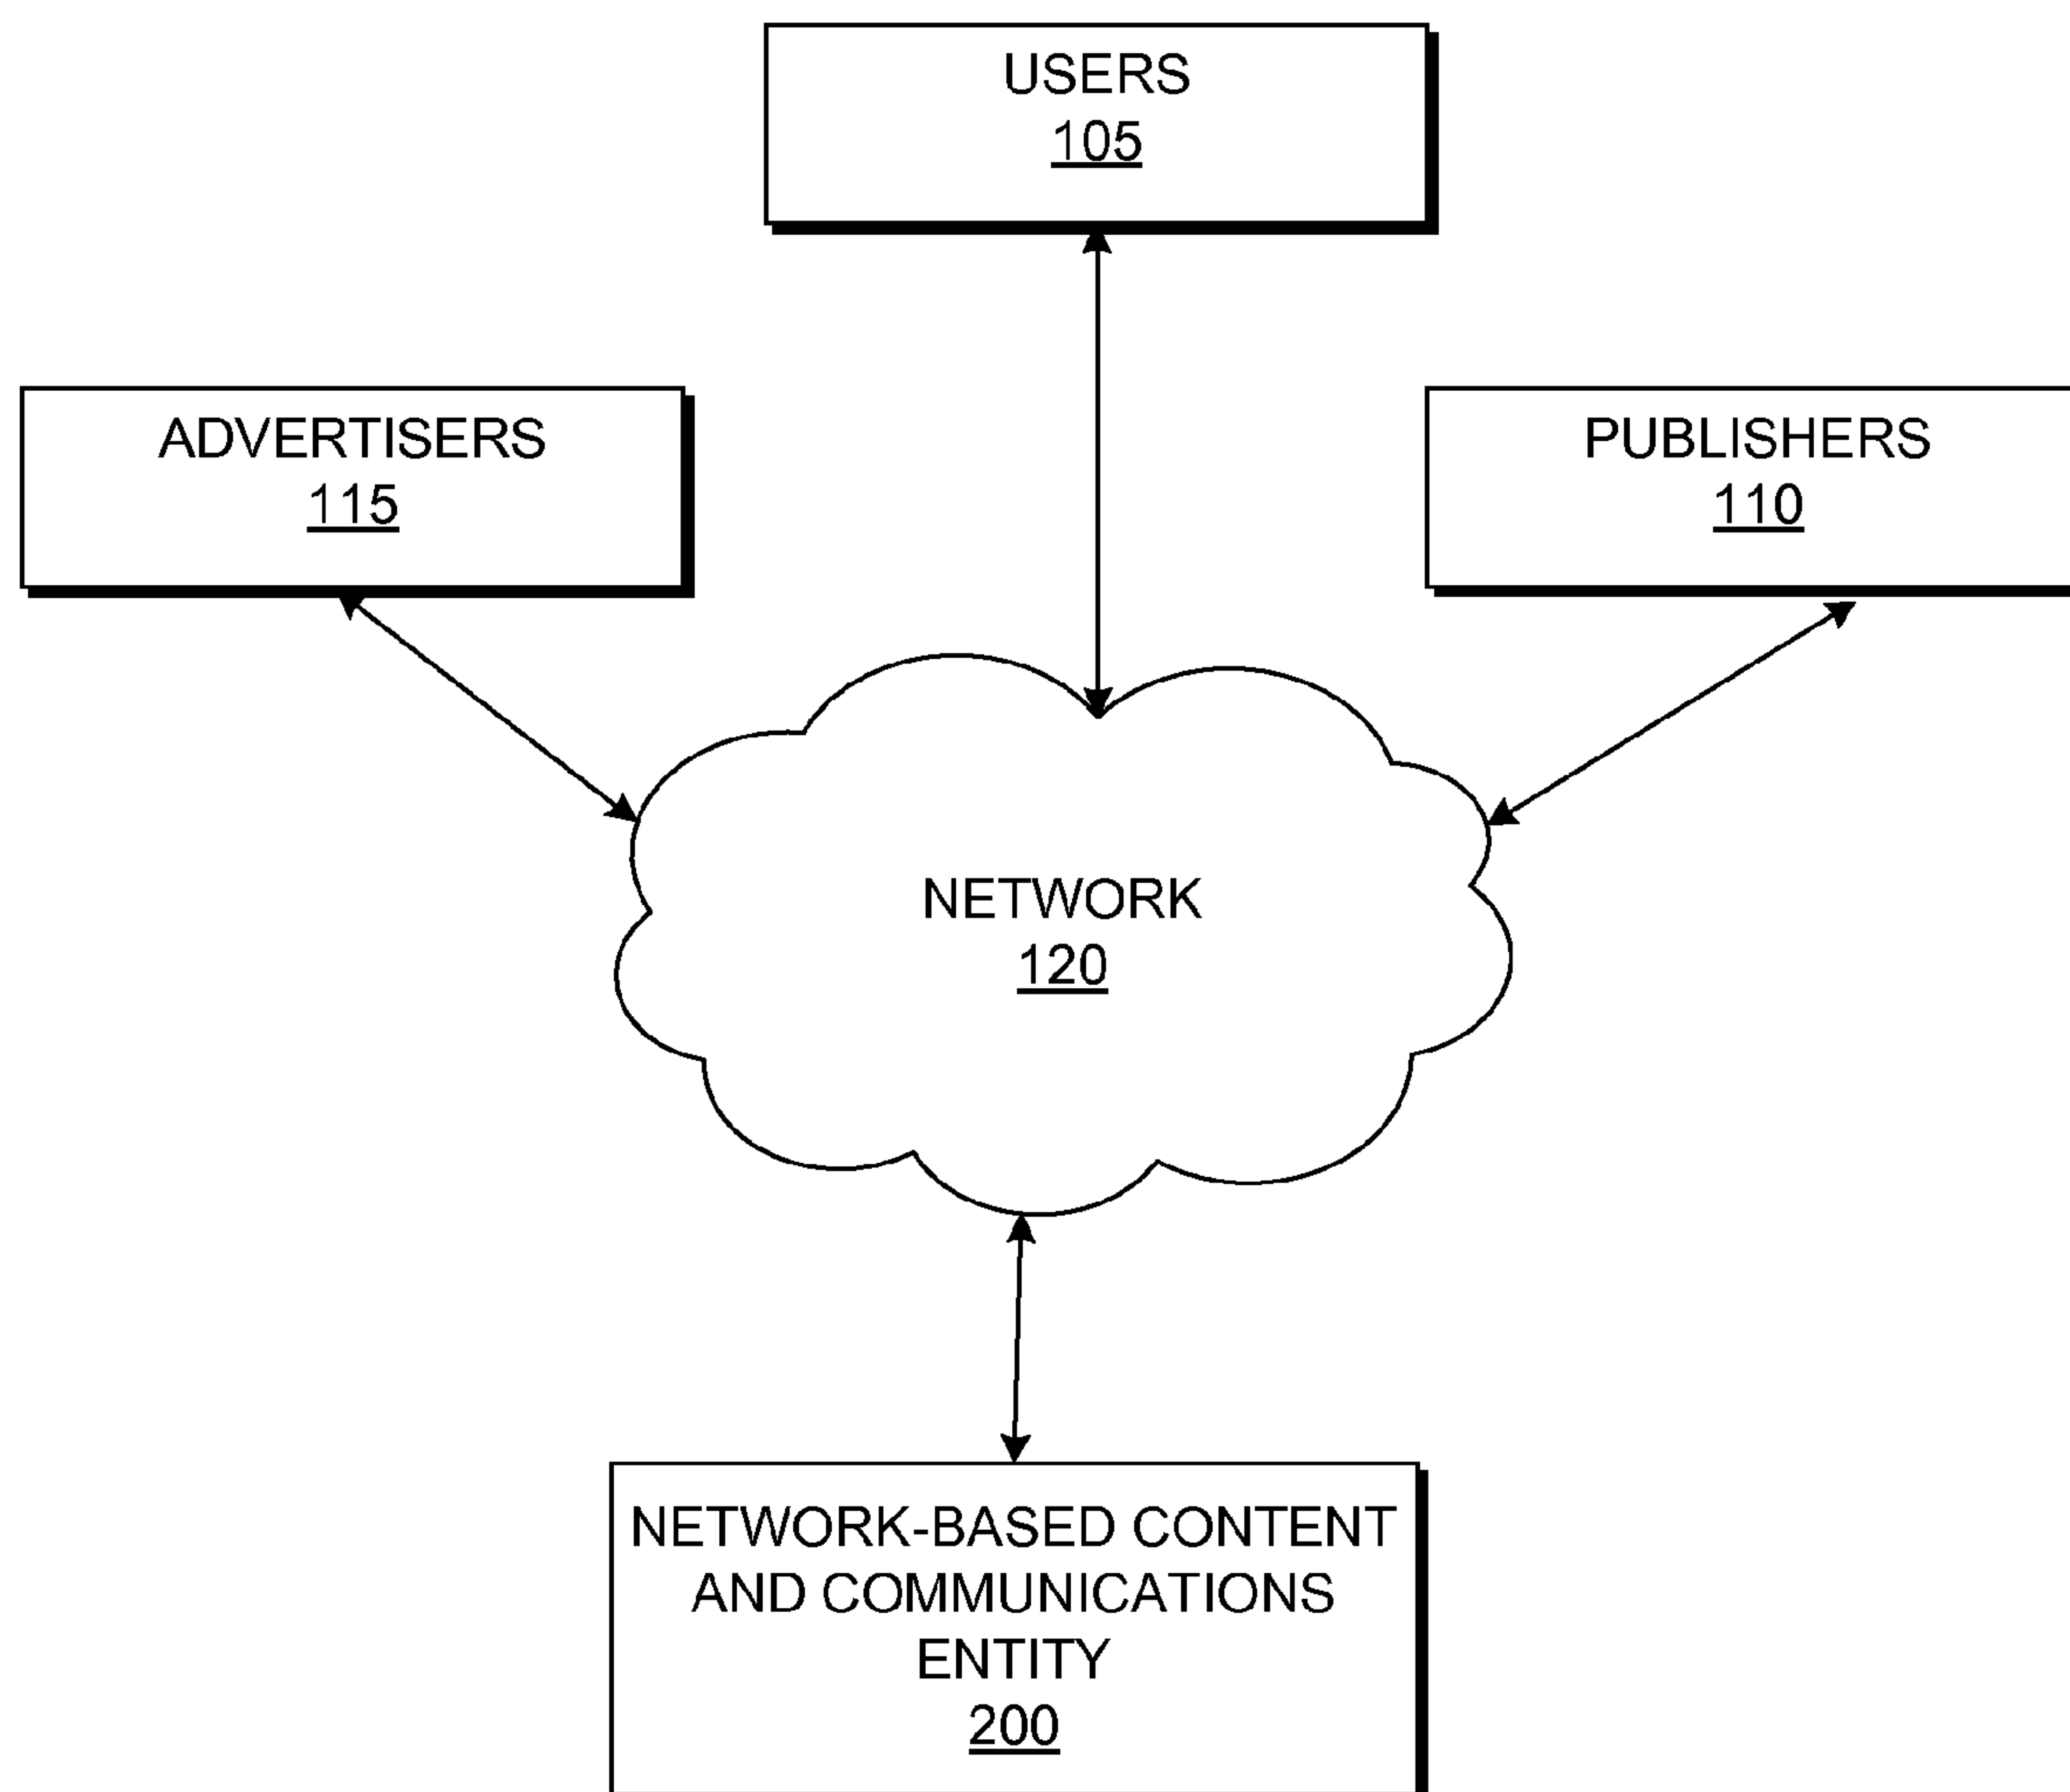 USERS
105
ADVERTISERS
115
PUBLISHERS
110
NETWORK
120
NETWORK-BASED CONTENT
AND COMMUNICATIONS
ENTITY
200